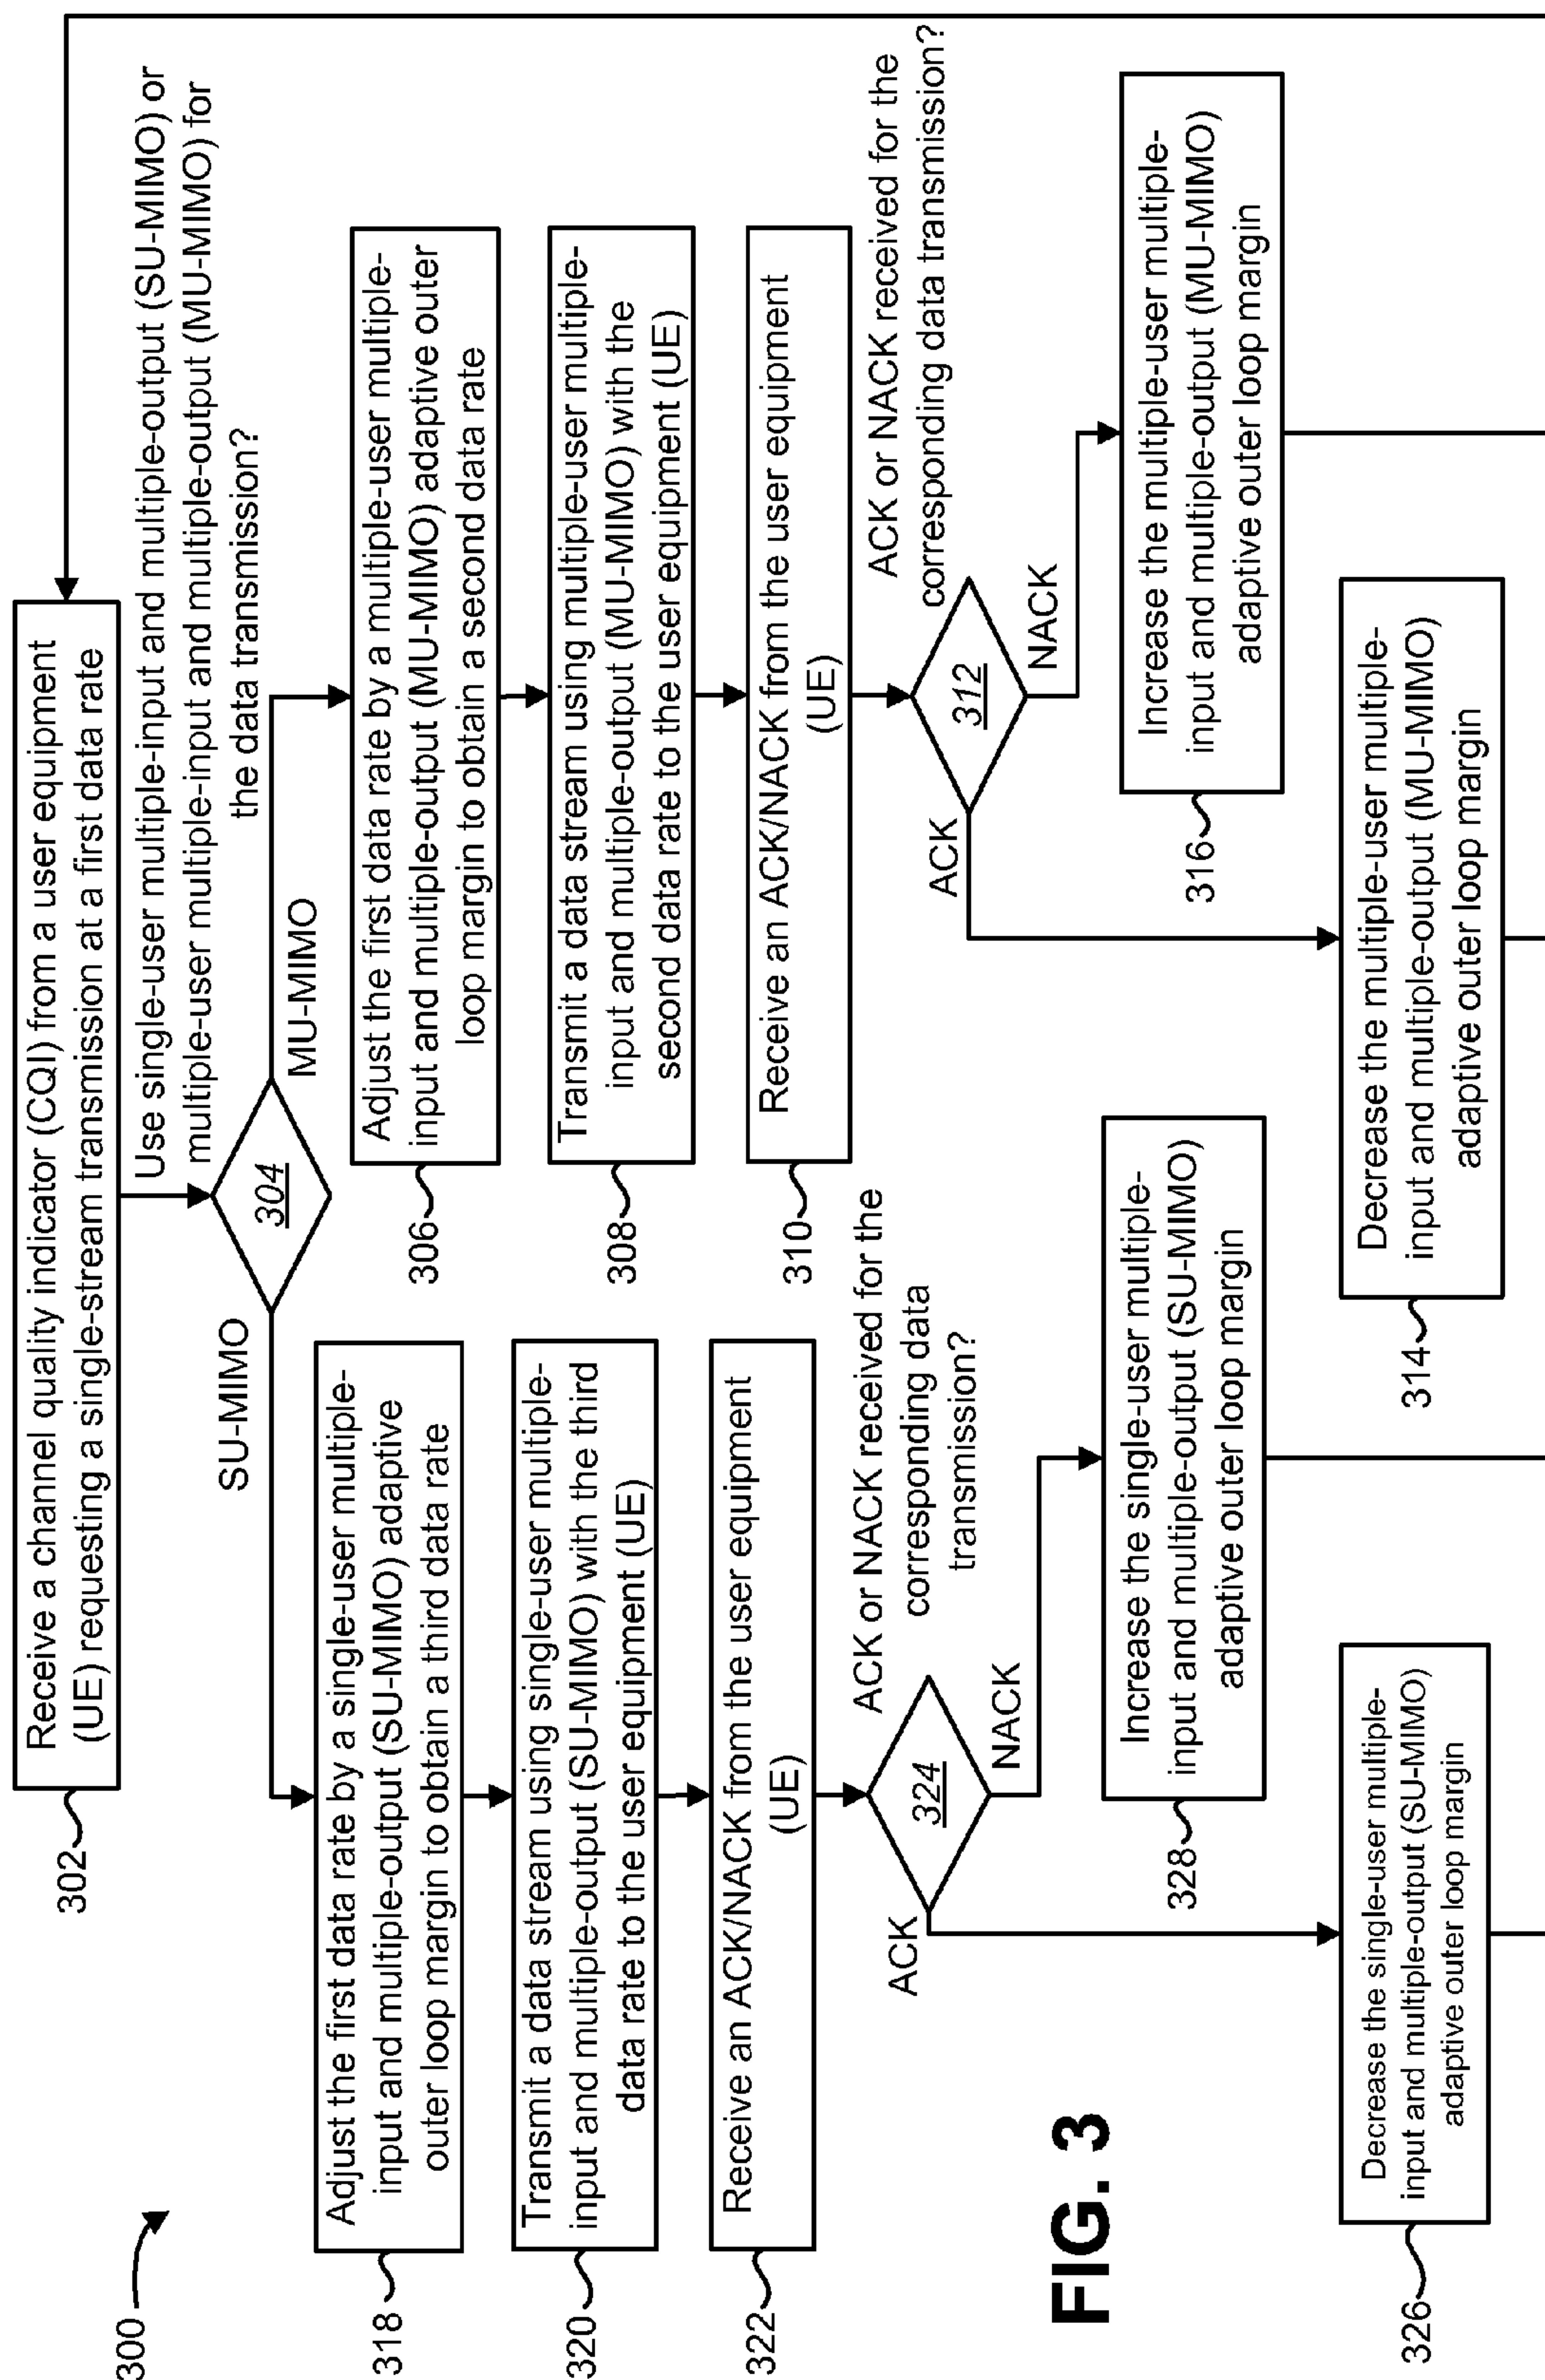 300
302
Receive a channel quality indicator (CQI) from a user equipment
(UE) requesting a single-stream transmission at a first data rate
Use single-user multiple-input and multiple-output (SU-MIMO) or
multiple-user multiple-input and multiple-output (MU-MIMO) for
the data transmission?
304
SU-MIMO
MU-MIMO
318
Adjust the first data rate by a single-user multiple-
input and multiple-output (SU-MIMO) adaptive
outer loop margin to obtain a third data rate
320
Transmit a data stream using single-user multiple-
input and multiple-output (SU-MIMO) with the third
data rate to the user equipment (UE)
322
Receive an ACK/NACK from the user equipment
(UE)
ACK or NACK received for the
corresponding data
transmission?
324
ACK
NACK
328
Increase the single-user multiple-
input and multiple-output (SU-MIMO)
adaptive outer loop margin
326
Decrease the single-user multiple-
input and multiple-output (SU-MIMO)
adaptive outer loop margin
306
Adjust the first data rate by a multiple-user multiple-
input and multiple-output (MU-MIMO) adaptive outer
loop margin to obtain a second data rate
308
Transmit a data stream using multiple-user multiple-
input and multiple-output (MU-MIMO) with the
second data rate to the user equipment (UE)
310
Receive an ACK/NACK from the user equipment
(UE)
ACK or NACK received for the
corresponding data transmission?
312
ACK
NACK
316
Increase the multiple-user multiple-
input and multiple-output (MU-MIMO)
adaptive outer loop margin
314
Decrease the multiple-user multiple-
input and multiple-output (MU-MIMO)
adaptive outer loop margin
FIG. 3